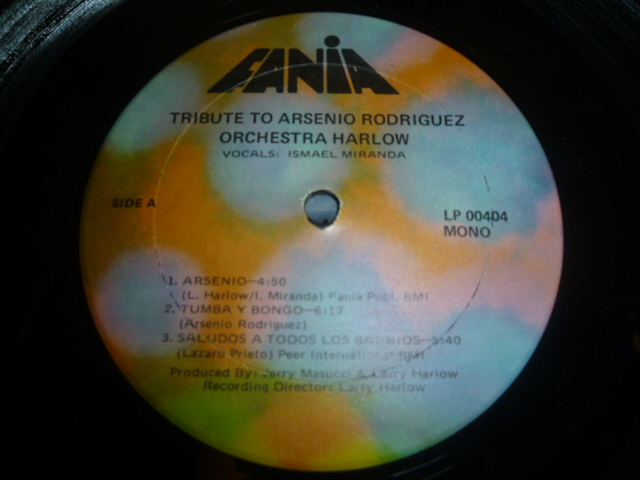 FANIA
TRIBUTE TO ARSENIO RODRIGUEZ
ORCHESTRA HARLOW
VOCALS: ISMAEL MIRANDA
SIDE A
LP 00404
MONO
1. ARSENIO—4:50
(L. Harlow/I. Miranda) Fania Publ. BMI
2. TUMBA Y BONGO—6:17
(Arsenio Rodriguez)
3. SALUDOS A TODOS LOS BARRIOS—5:40
(Lazaro Prieto) Peer International BMI
Produced By: Jerry Masucci & Larry Harlow
Recording Director: Larry Harlow